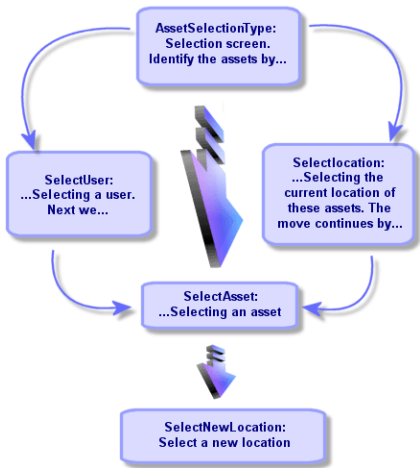 AssetSelectionType:
Selection screen.
Identify the assets by...
SelectUser:
...Selecting a user.
Next we...
Selectlocation:
...Selecting the
current location of
these assets. The
move continues by...
SelectAsset:
...Selecting an asset
SelectNewLocation:
Select a new location